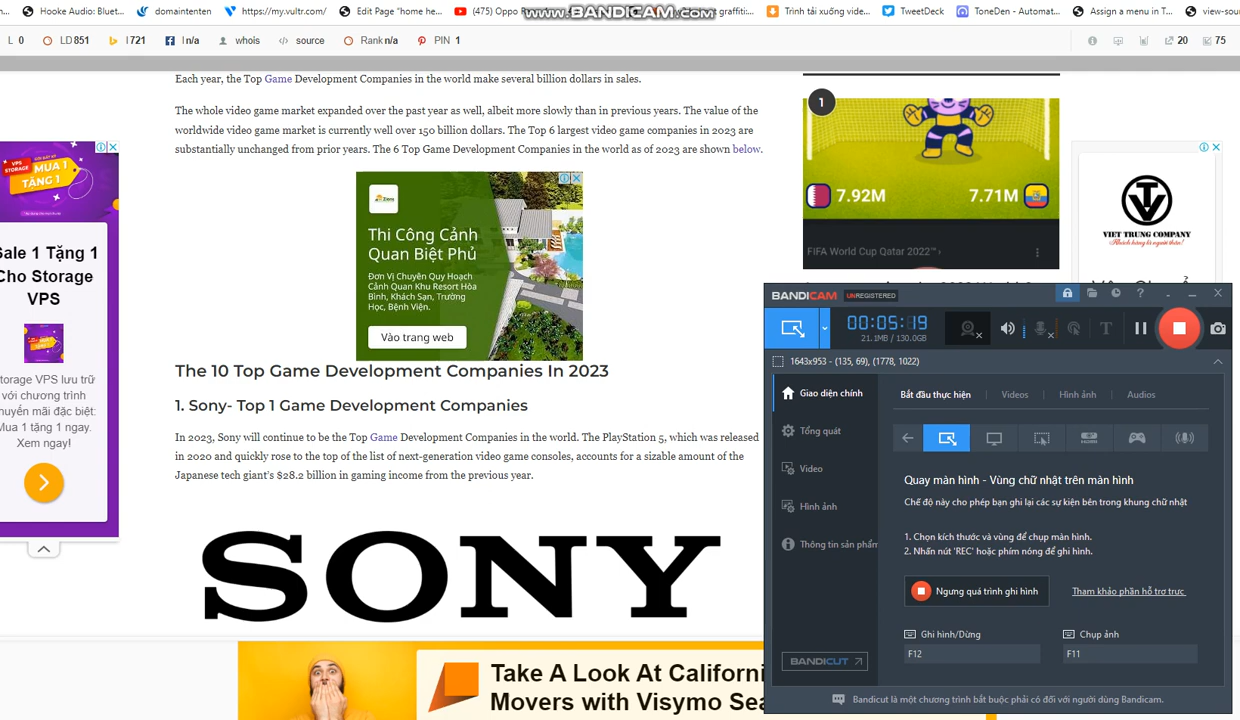 Hooke Audio: Bluet...
domaintenten
https://my.vultr.com/
Edit Page "home he...
(475) Oppo R
www.BANDICAM.com
graffiti:...
Trình tải xuống vide...
TweetDeck
ToneDen - Automat...
Assign a menu in T...
view-sour
L 0
LD 851
I 721
I n/a
whois
source
Rank n/a
PIN 1
20
75
Each year, the Top Game Development Companies in the world make several billion dollars in sales.
The whole video game market expanded over the past year as well, albeit more slowly than in previous years. The value of the
worldwide video game market is currently well over 150 billion dollars. The Top 6 largest video game companies in 2023 are
substantially unchanged from prior years. The 6 Top Game Development Companies in the world as of 2023 are shown below.
VPS
STORAGE
MUA 1
TẶNG 1
Sale 1 Tặng 1
Cho Storage
VPS
torage VPS lưu trữ
với chương trình
huyến mãi đặc biệt:
Mua 1 tặng 1 ngay.
Xem ngay!
Thi Công Cảnh
Quan Biệt Phủ
Đơn Vị Chuyên Quy Hoạch
Cảnh Quan Khu Resort Hòa
Bình, Khách Sạn, Trường
Học, Bệnh Viện.
Vào trang web
The 10 Top Game Development Companies In 2023
1. Sony- Top 1 Game Development Companies
In 2023, Sony will continue to be the Top Game Development Companies in the world. The PlayStation 5, which was released
in 2020 and quickly rose to the top of the list of next-generation video game consoles, accounts for a sizable amount of the
Japanese tech giant's $28.2 billion in gaming income from the previous year.
SONY
Take A Look At Californi
Movers with Visymo Sea
1
7.92M
7.71M
FIFA World Cup Qatar 2022™ ›
TV
VIET TRUNG COMPANY
Khách hàng là người thân!
BANDICAM
UNREGISTERED
00:05:19
21.1MB / 130.0GB
1643x953 - (135, 69), (1778, 1022)
Giao diện chính
Tổng quát
Video
Hình ảnh
Thông tin sản phẩm
BANDICUT
Bắt đầu thực hiện
Videos
Hình ảnh
Audios
HDMI
Quay màn hình - Vùng chữ nhật trên màn hình
Chế độ này cho phép bạn ghi lại các sự kiện bên trong khung chữ nhật
1. Chọn kích thước và vùng để chụp màn hình.
2. Nhấn nút 'REC' hoặc phím nóng để ghi hình.
Ngưng quá trình ghi hình
Tham khảo phần hỗ trợ trực
Ghi hình/Dừng
Chụp ảnh
F12
F11
Bandicut là một chương trình bắt buộc phải có đối với người dùng Bandicam.